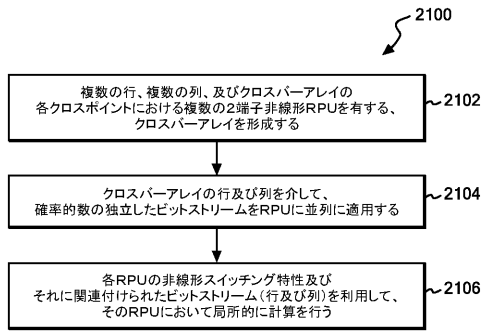 2100
複数の行、複数の列、及びクロスバーアレイの
各クロスポイントにおける複数の2端子非線形RPUを有する、
クロスバーアレイを形成する
2102
クロスバーアレイの行及び列を介して、
確率的数の独立したビットストリームをRPUに並列に適用する
2104
各RPUの非線形スイッチング特性及び
それに関連付けられたビットストリーム(行及び列)を利用して、
そのRPUにおいて局所的に計算を行う
2106